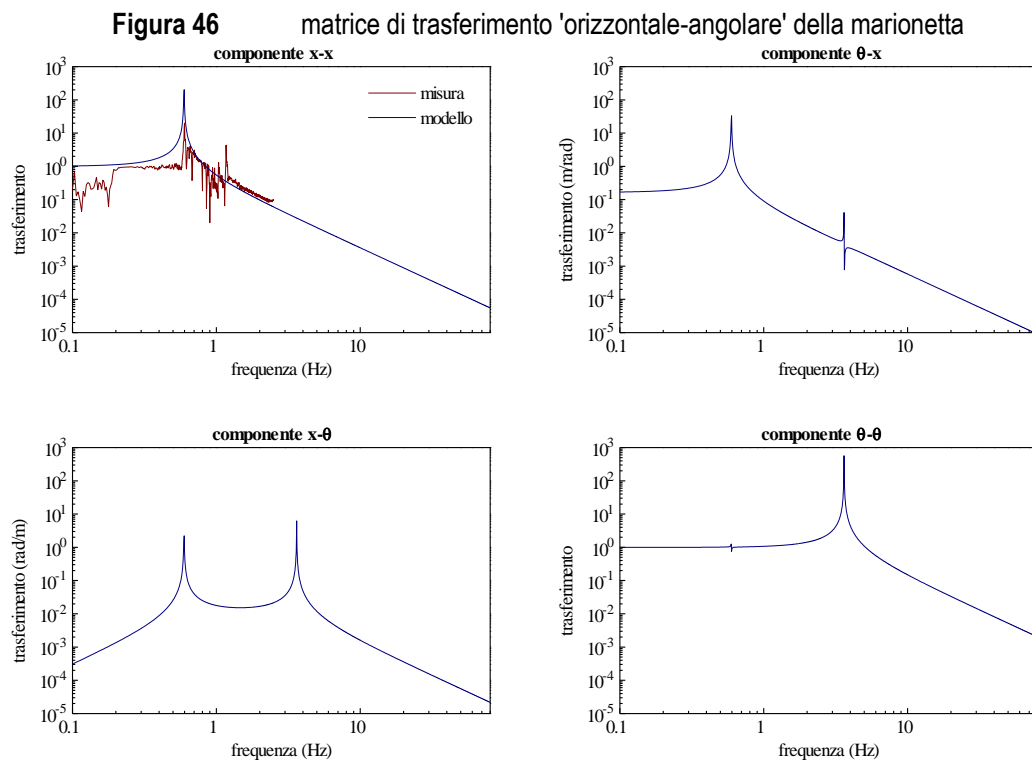 Figura 46 matrice di trasferimento 'orizzontale-angolare' della marionetta
componente x-x
10^3
10^2
10^1
10^0
10^-1
10^-2
10^-3
10^-4
10^-5
trasferimento
misura
modello
0.1 1 10
frequenza (Hz)
componente θ-x
10^3
10^2
10^1
10^0
10^-1
10^-2
10^-3
10^-4
10^-5
trasferimento (m/rad)
0.1 1 10
frequenza (Hz)
componente x-θ
10^3
10^2
10^1
10^0
10^-1
10^-2
10^-3
10^-4
10^-5
trasferimento (rad/m)
0.1 1 10
frequenza (Hz)
componente θ-θ
10^3
10^2
10^1
10^0
10^-1
10^-2
10^-3
10^-4
10^-5
trasferimento
0.1 1 10
frequenza (Hz)